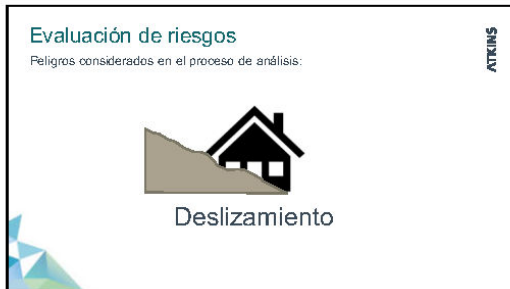 Evaluación de riesgos
Peligros considerados en el proceso de análisis:
ATKINS
Deslizamiento